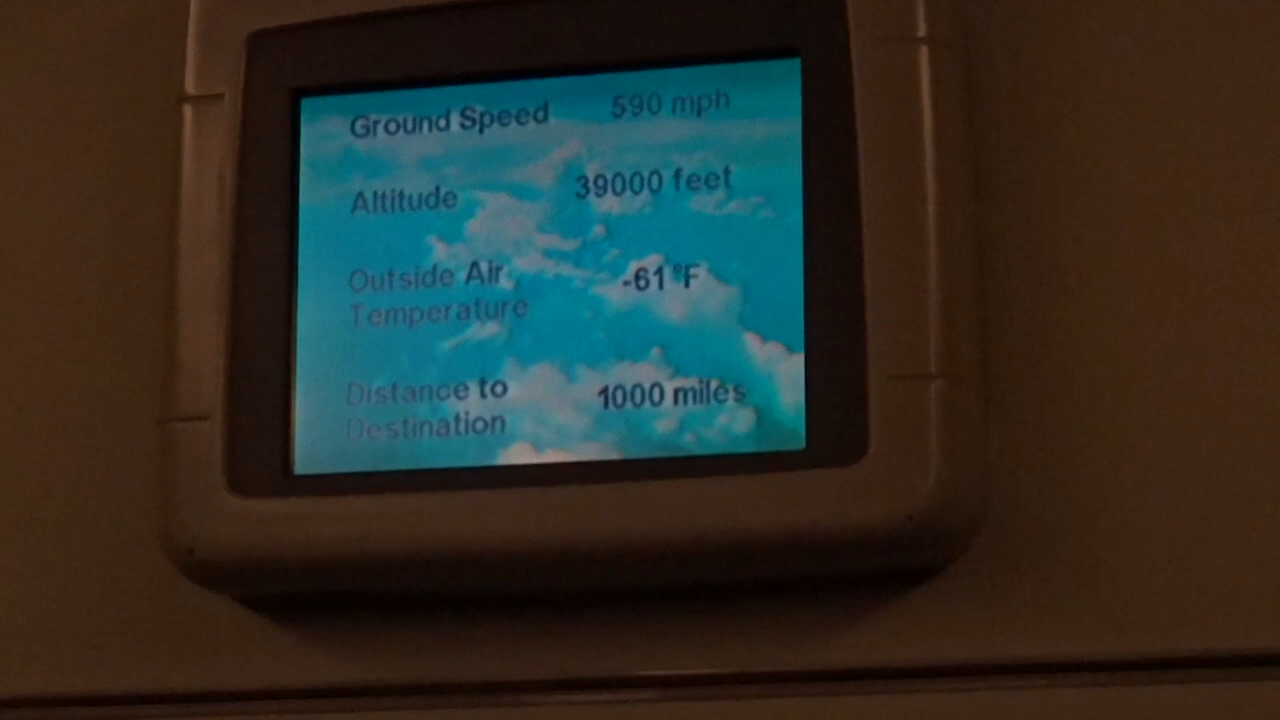 Ground Speed 590 mph
Altitude 39000 feet
Outside Air -61°F
Temperature
Distance to 1000 miles
Destination